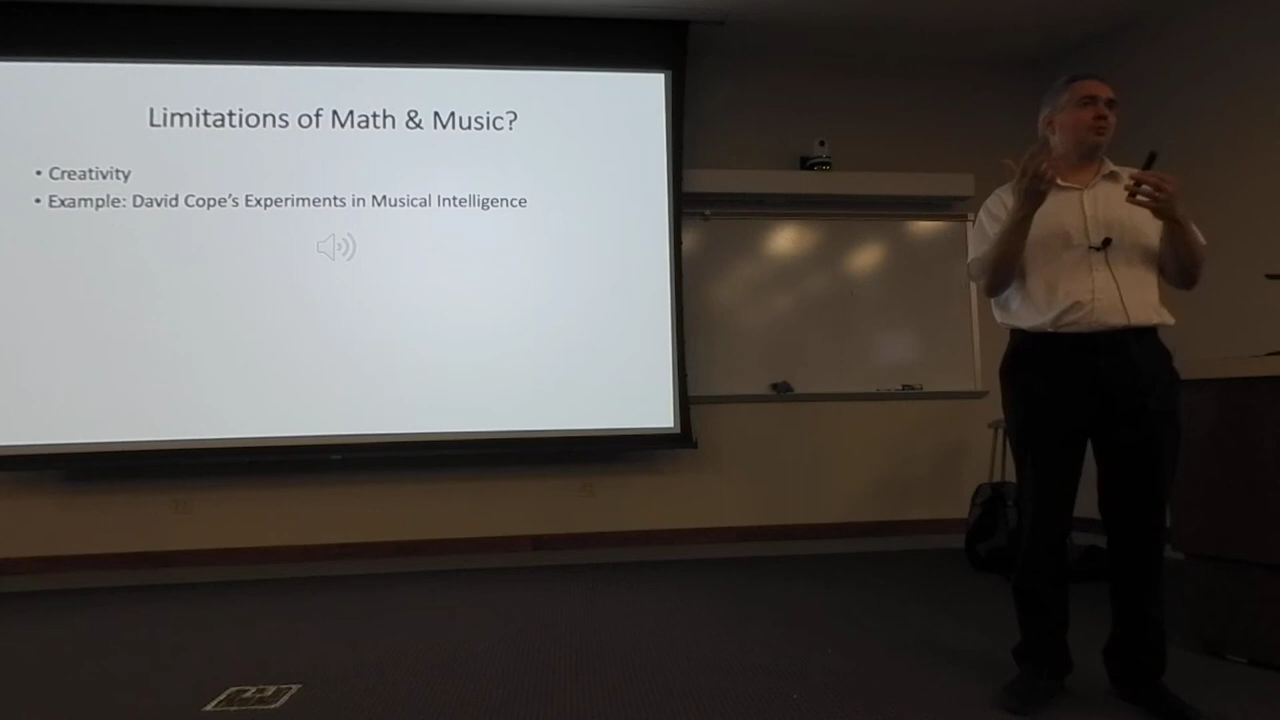 Limitations of Math & Music?
• Creativity
• Example: David Cope's Experiments in Musical Intelligence